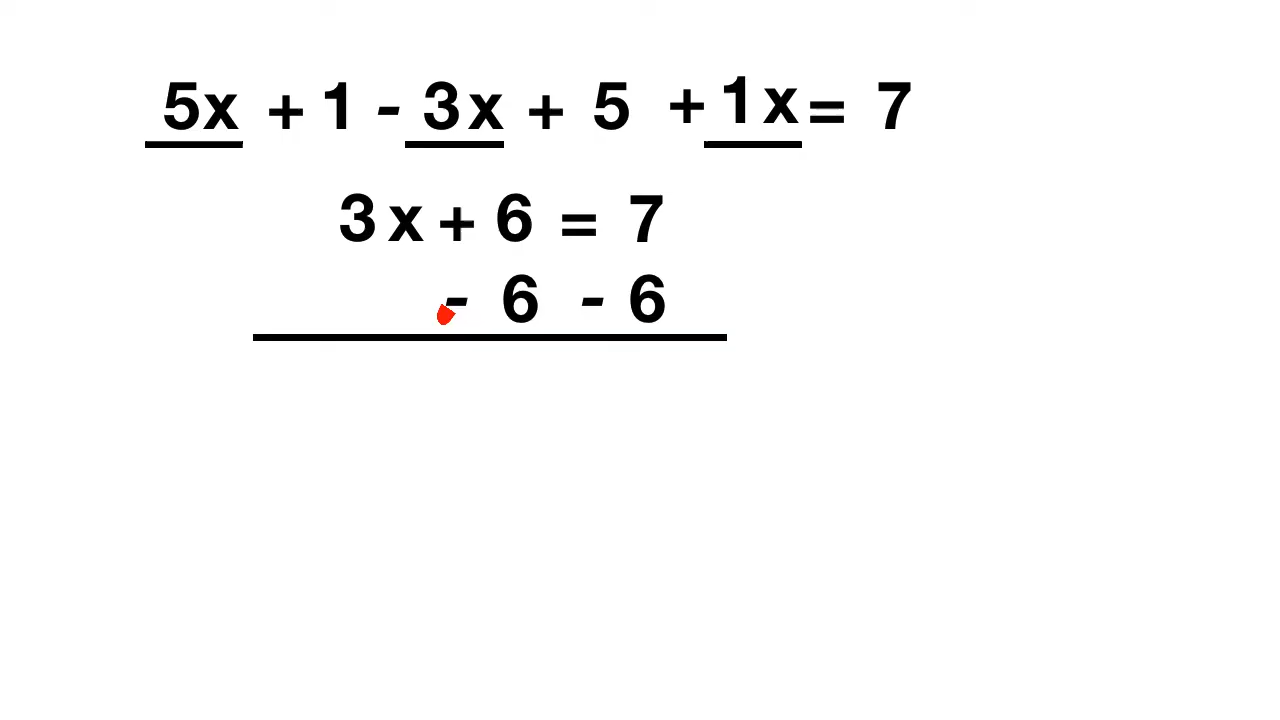 5x + 1 - 3x + 5 + 1x = 7
3x + 6 = 7
- 6 - 6